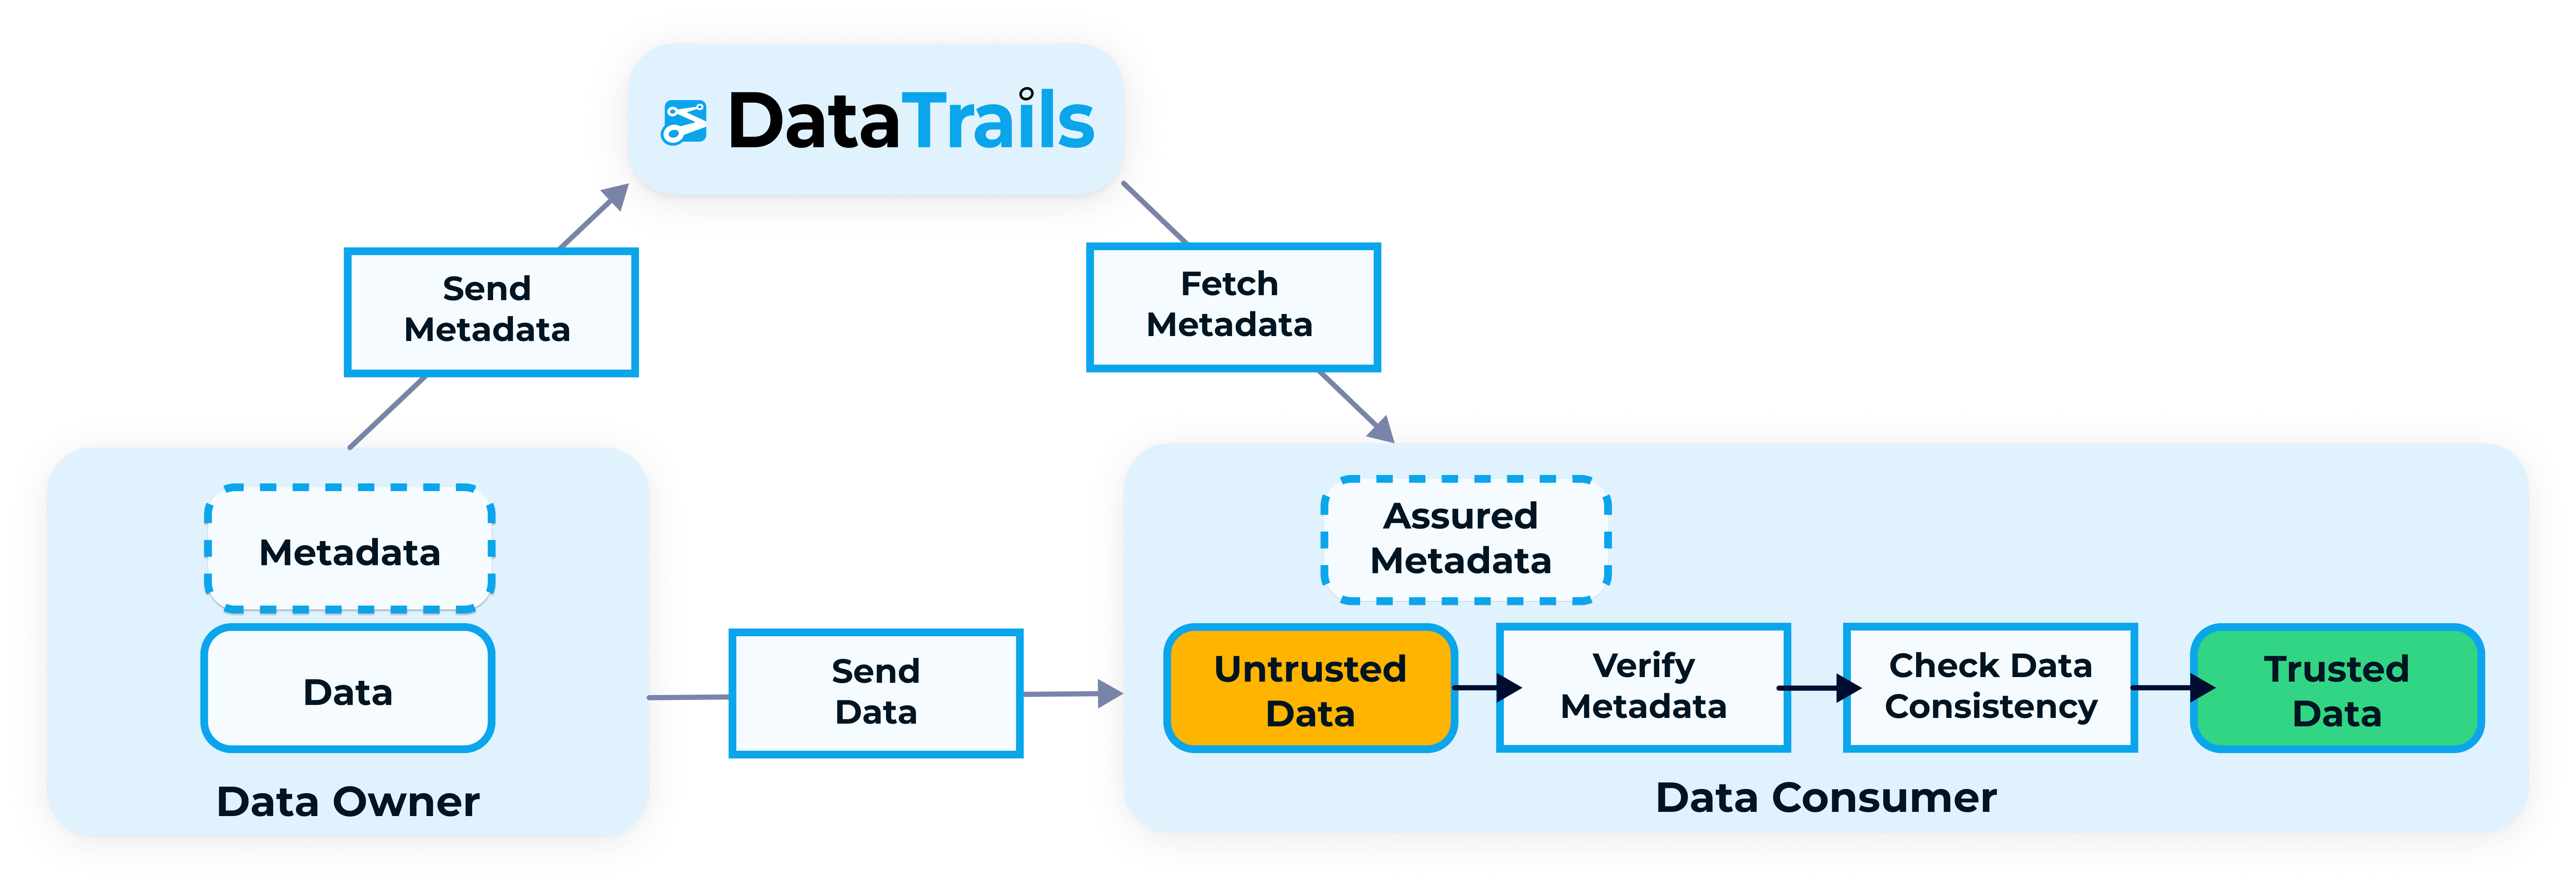 DataTrails
Send
Metadata
Fetch
Metadata
Metadata
Data
Data Owner
Send
Data
Assured
Metadata
Untrusted
Data
Verify
Metadata
Check Data
Consistency
Trusted
Data
Data Consumer